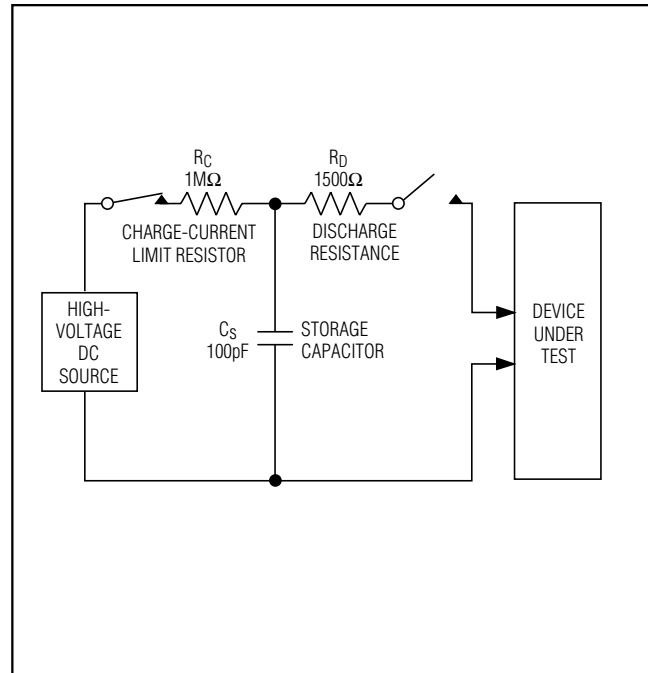 R_C
1MΩ
CHARGE-CURRENT
LIMIT RESISTOR
R_D
1500Ω
DISCHARGE
RESISTANCE
HIGH-
VOLTAGE
DC
SOURCE
C_S
100pF
STORAGE
CAPACITOR
DEVICE
UNDER
TEST